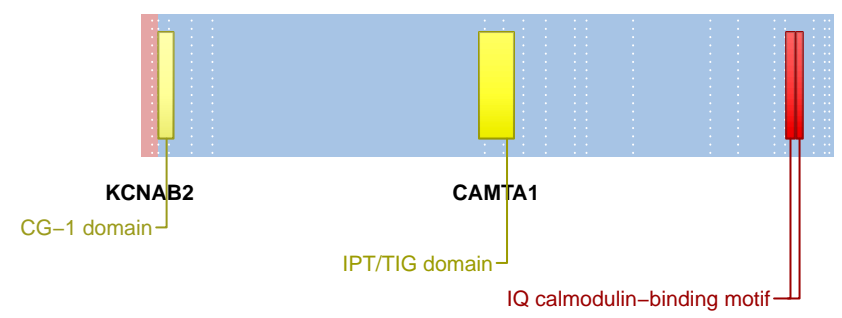 KCNAB2 CAMTA1
CG−1 domain
IPT/TIG domain
IQ calmodulin−binding motif